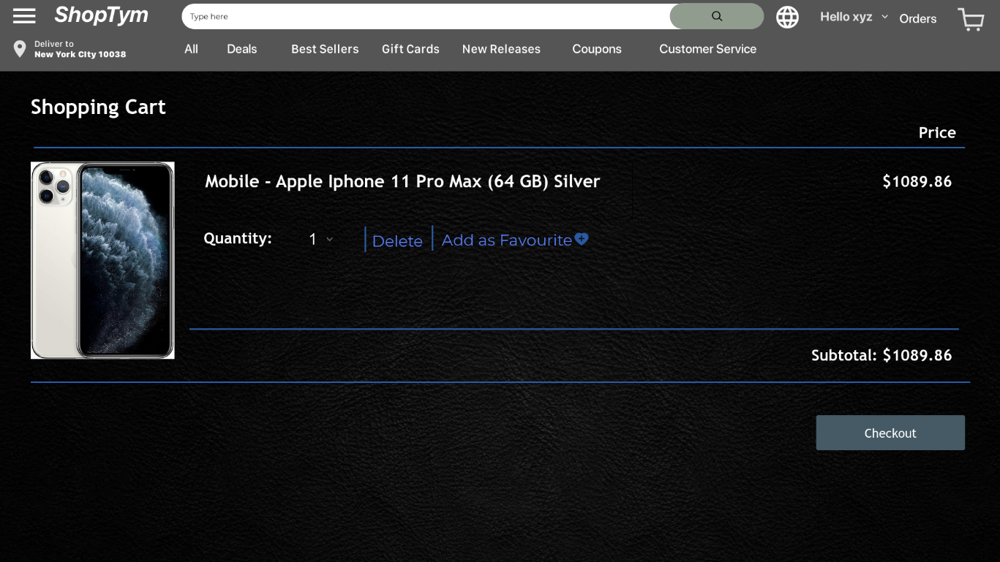 ShopTym
Type here
Hello xyz
Orders
Deliver to
New York CIty 10038
All
Deals
Best Sellers
Gift Cards
New Releases
Coupons
Customer Service
Shopping Cart
Price
Mobile - Apple Iphone 11 Pro Max (64 GB) Silver
$1089.86
Quantity:
1
Delete
Add as Favourite
Subtotal: $1089.86
Checkout